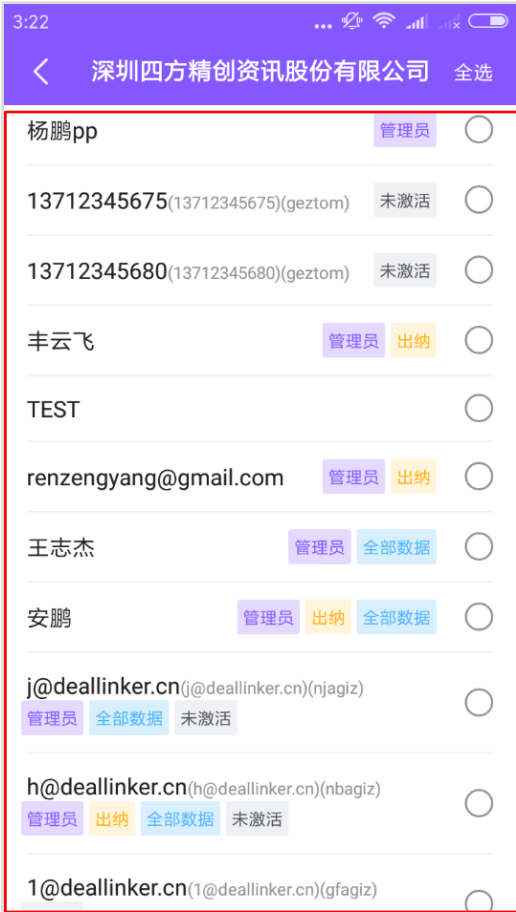 3:22
深圳四方精创资讯股份有限公司 全选
杨鹏pp 管理员
13712345675(13712345675)(geztom) 未激活
13712345680(13712345680)(geztom) 未激活
丰云飞 管理员 出纳
TEST
renzengyang@gmail.com 管理员 出纳
王志杰 管理员 全部数据
安鹏 管理员 出纳 全部数据
j@deallinker.cn(j@deallinker.cn)(njagiz)
管理员 全部数据 未激活
h@deallinker.cn(h@deallinker.cn)(nbagiz)
管理员 出纳 全部数据 未激活
1@deallinker.cn(1@deallinker.cn)(gfagiz)